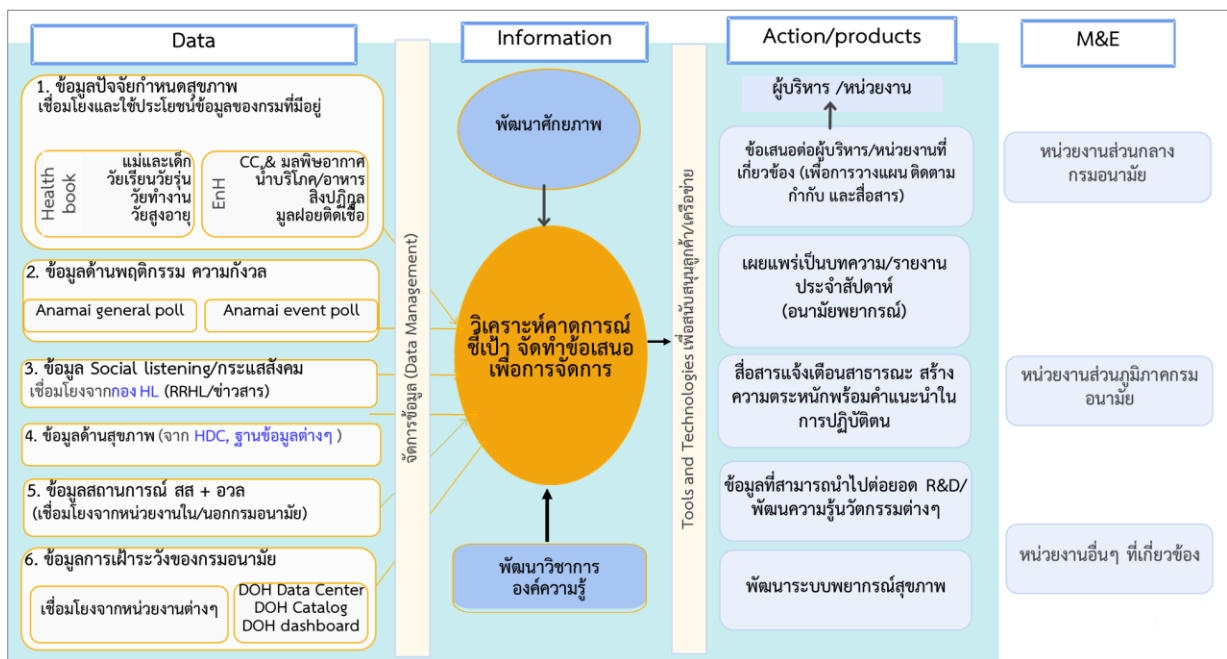 Data
Information
Action/products
M&E
1. ข้อมูลปัจจัยกำหนดสุขภาพ
เชื่อมโยงและใช้ประโยชน์ข้อมูลของกรมที่มีอยู่
Health
book
แม่และเด็ก
วัยเรียนวัยรุ่น
วัยทำงาน
วัยสูงอายุ
EnH
CC & มลพิษอากาศ
น้ำบริโภค/อาหาร
สิ่งปฏิกูล
มูลฝอยติดเชื้อ
2. ข้อมูลด้านพฤติกรรม ความกังวล
Anamai general poll
Anamai event poll
3. ข้อมูล Social listening/กระแสสังคม
เชื่อมโยงจากกอง HL (RRHL/ข่าวสาร)
4. ข้อมูลด้านสุขภาพ (จาก HDC, ฐานข้อมูลต่างๆ )
5. ข้อมูลสถานการณ์ สส + อวล
(เชื่อมโยงจากหน่วยงานใน/นอกกรมอนามัย)
6. ข้อมูลการเฝ้าระวังของกรมอนามัย
เชื่อมโยงจากหน่วยงานต่างๆ
DOH Data Center
DOH Catalog
DOH dashboard
จัดการข้อมูล (Data Management)
พัฒนาศักยภาพ
วิเคราะห์คาดการณ์
ชี้เป้า จัดทำข้อเสนอ
เพื่อการจัดการ
พัฒนาวิชาการ
องค์ความรู้
Tools and Technologies เพื่อสนับสนุนลูกค้า/เครือข่าย
ผู้บริหาร /หน่วยงาน
ข้อเสนอต่อผู้บริหาร/หน่วยงานที่
เกี่ยวข้อง (เพื่อการวางแผน ติดตาม
กำกับ และสื่อสาร)
เผยแพร่เป็นบทความ/รายงาน
ประจำสัปดาห์
(อนามัยพยากรณ์)
สื่อสารแจ้งเตือนสาธารณะ สร้าง
ความตระหนักพร้อมคำแนะนำใน
การปฏิบัติตน
ข้อมูลที่สามารถนำไปต่อยอด R&D/
พัฒนความรู้นวัตกรรมต่างๆ
พัฒนาระบบพยากรณ์สุขภาพ
หน่วยงานส่วนกลาง
กรมอนามัย
หน่วยงานส่วนภูมิภาคกรม
อนามัย
หน่วยงานอื่นๆ ที่เกี่ยวข้อง